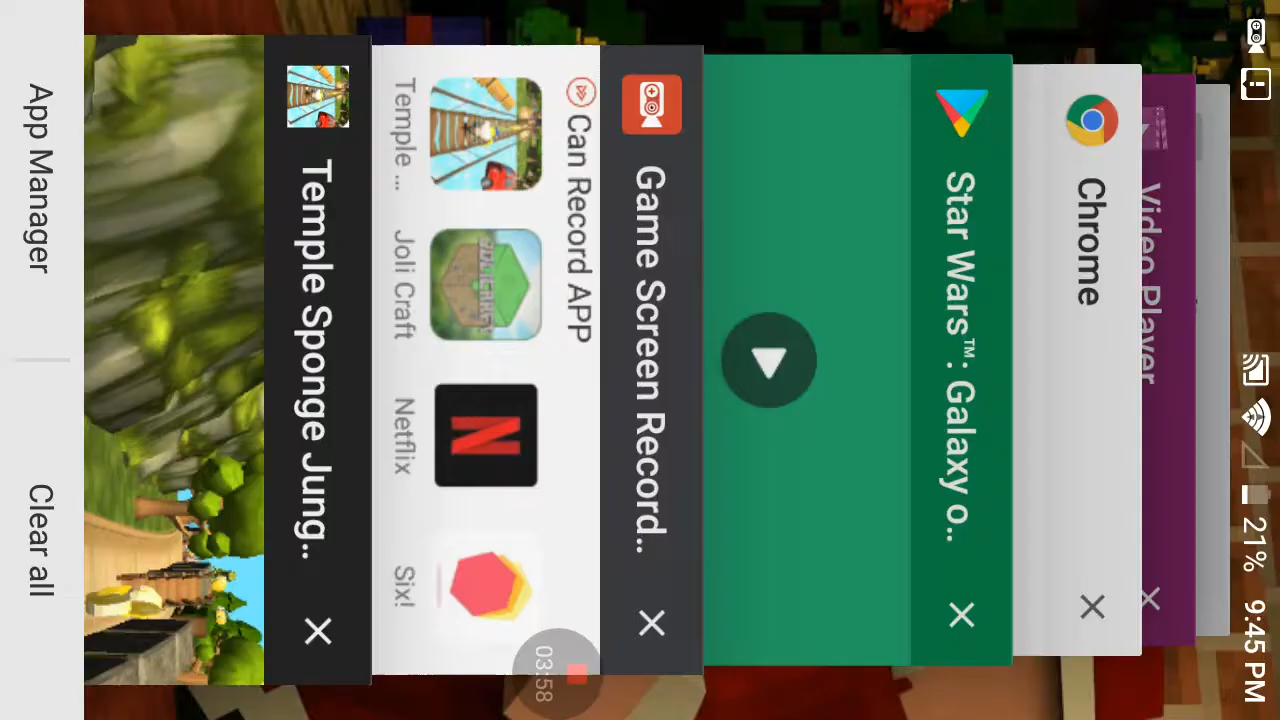 21% 9:45 PM
Video Player
Chrome
Star Wars™: Galaxy o..
Game Screen Record..
Can Record APP
Temple ... Joli Craft Netflix Six!
03:58
Temple Sponge Jung..
App Manager Clear all